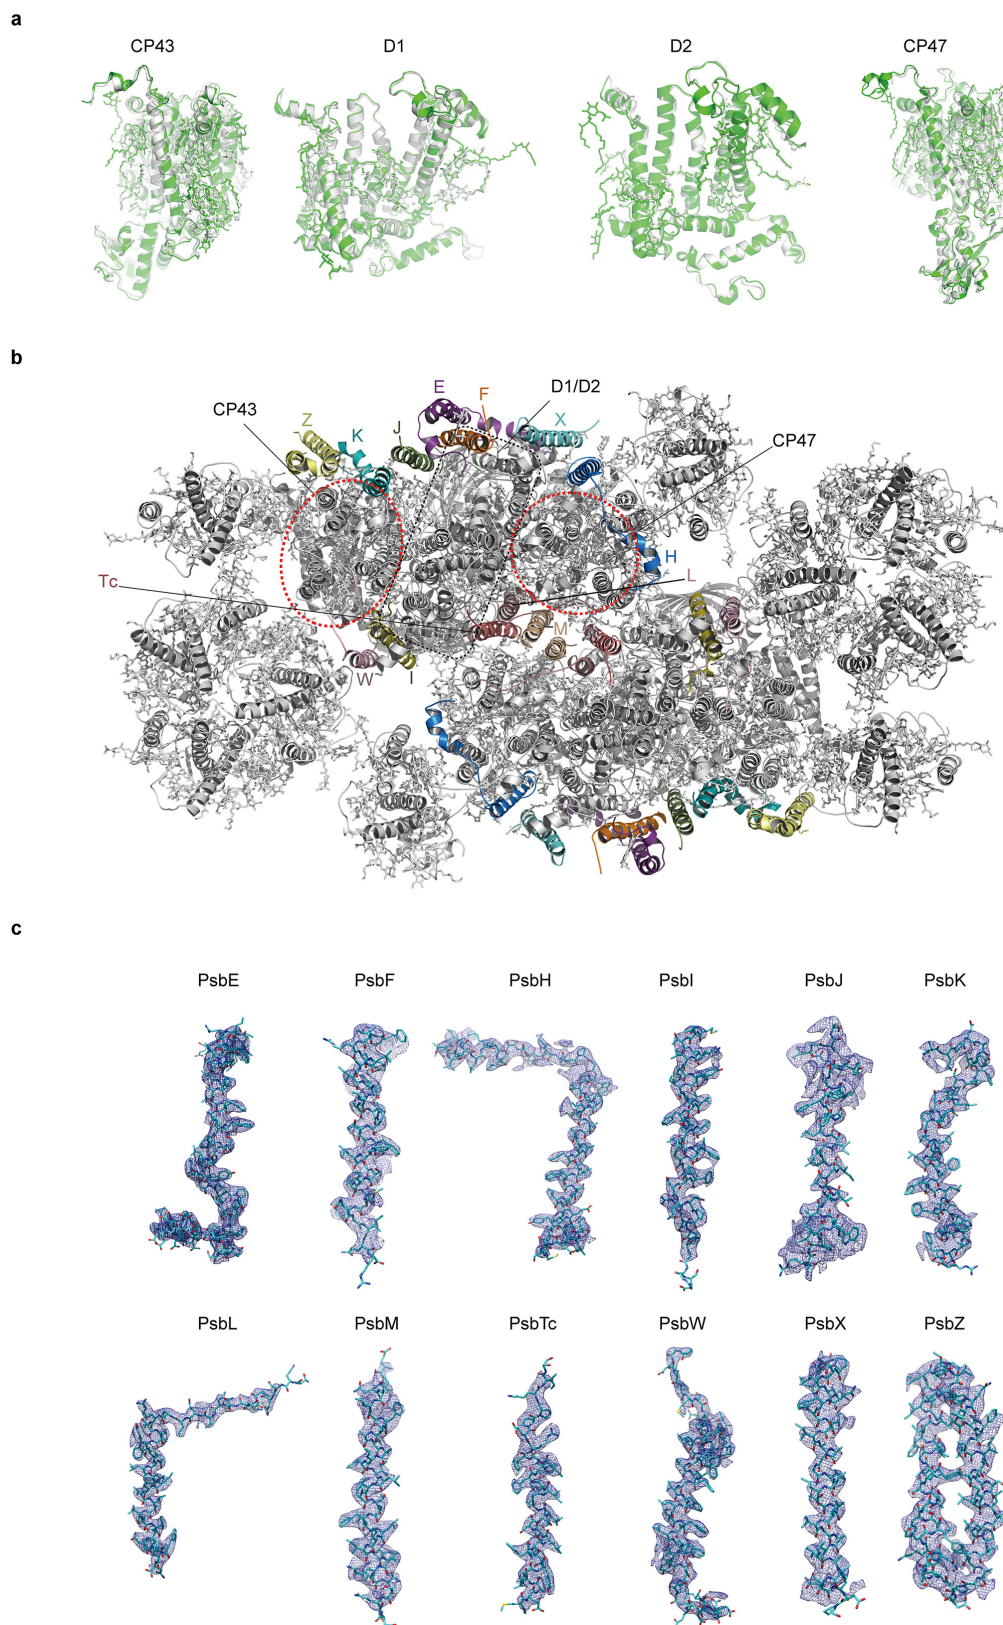 a
CP43 D1 D2 CP47
b
E D1/D2
F
CP43 Z K J X CP47
H
Tc L
M
W I
c
PsbE PsbF PsbH PsbI PsbJ PsbK
PsbL PsbM PsbTc PsbW PsbX PsbZ